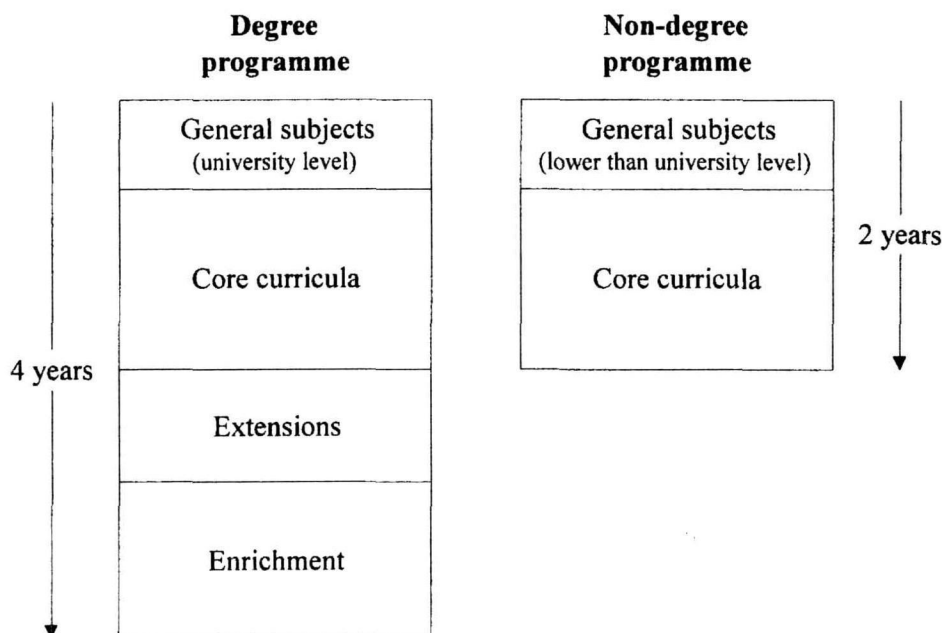 Degree
programme
Non-degree
programme
General subjects
(university level)
General subjects
(lower than university level)
Core curricula
Core curricula
2 years
4 years
Extensions
Enrichment